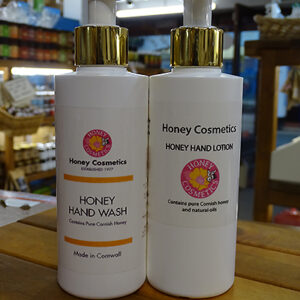 HONEY COSMETICS
Honey Cosmetics
ESTABLISHED 1977
HONEY
HAND WASH
Contains Pure Cornish Honey
Made in Cornwall
Honey Cosmetics
HONEY HAND LOTION
HONEY COSMETICS
Contains pure Cornish honey
and natural oils